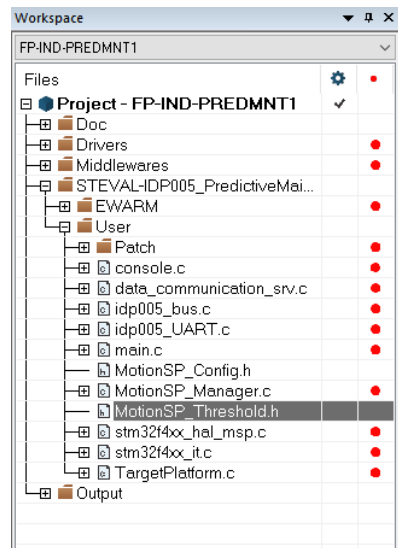 Workspace
FP-IND-PREDMNT1
Files
Project - FP-IND-PREDMNT1
Doc
Drivers
Middlewares
STEVAL-IDP005_PredictiveMai...
EWARM
User
Patch
console.c
data_communication_srv.c
idp005_bus.c
idp005_UART.c
main.c
MotionSP_Config.h
MotionSP_Manager.c
MotionSP_Threshold.h
stm32f4xx_hal_msp.c
stm32f4xx_it.c
TargetPlatform.c
Output